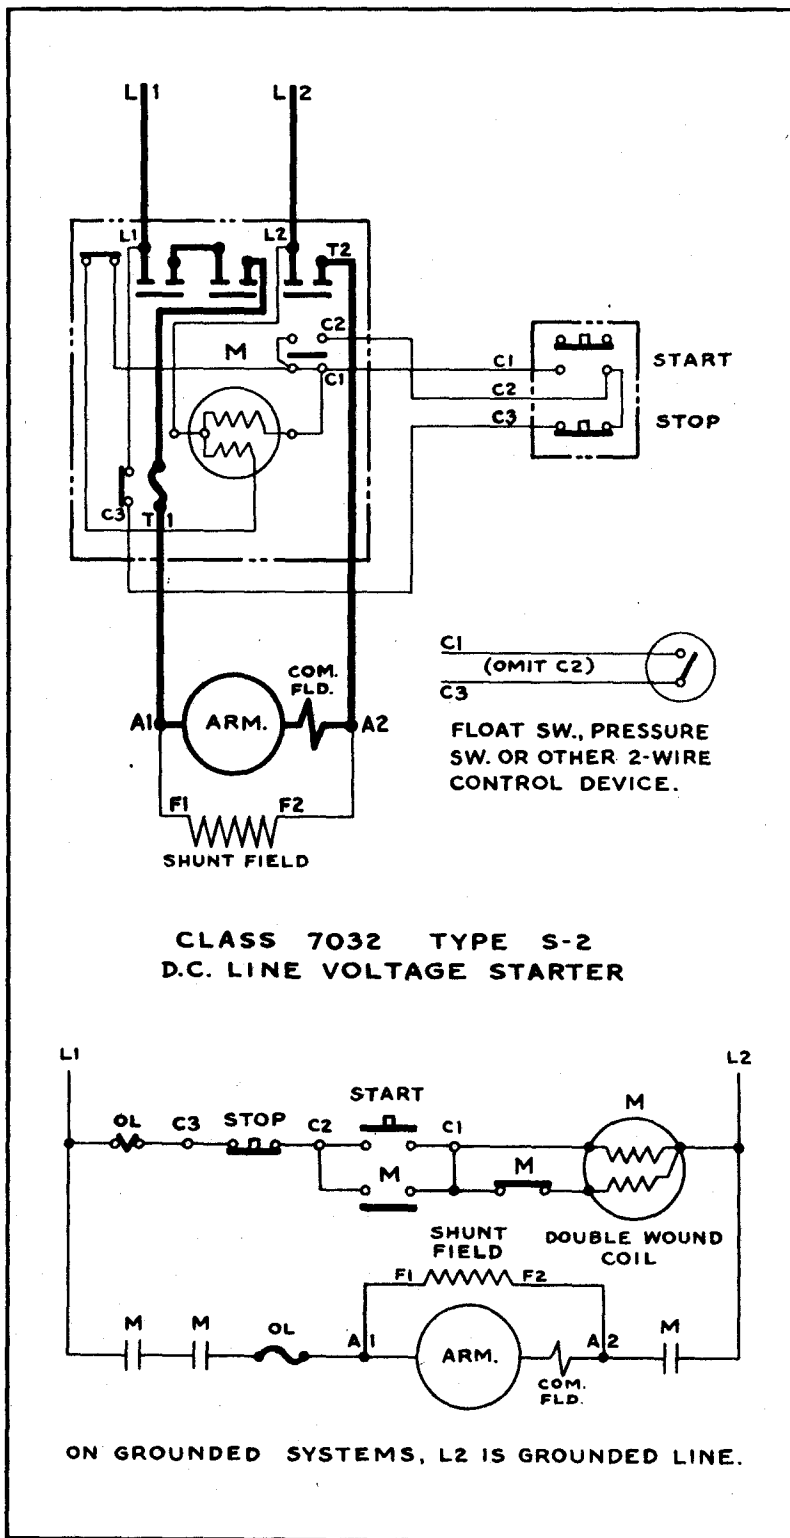 L1 L2
L1 L2 T2
M C2
C1
C3 T1
C1 START
C2
C3 STOP
A1 ARM. COM. FLD. A2
F1 F2
SHUNT FIELD
C1
(OMIT C2)
C3
FLOAT SW., PRESSURE
SW. OR OTHER 2-WIRE
CONTROL DEVICE.
CLASS 7032 TYPE S-2
D.C. LINE VOLTAGE STARTER
L1 L2
OL C3 STOP C2 START C1 M
M M
SHUNT
FIELD
DOUBLE WOUND
COIL
F1 F2
M M OL A1 ARM. A2 M
COM.
FLD.
ON GROUNDED SYSTEMS, L2 IS GROUNDED LINE.